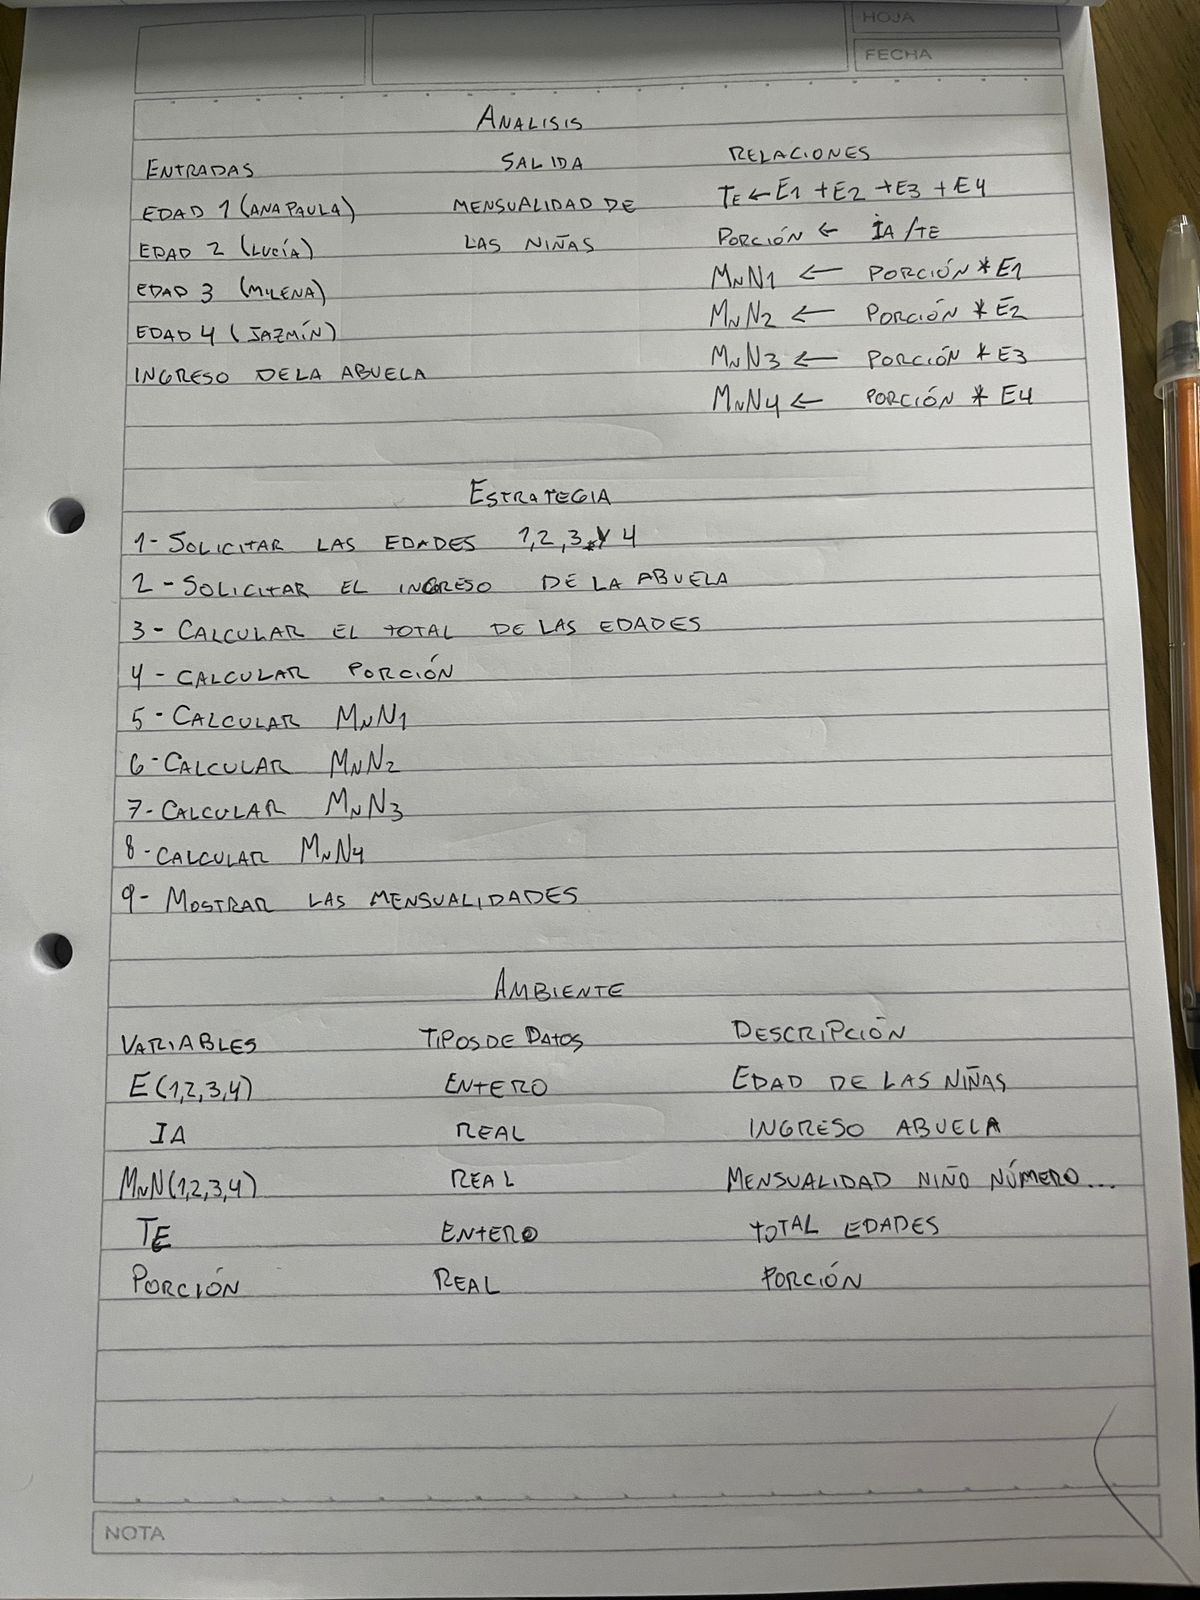 HOJA
FECHA
ANALISIS
ENTRADAS SALIDA RELACIONES
EDAD 1 (ANAPAULA) MENSUALIDAD DE TE ← E1 + E2 + E3 + E4
EDAD 2 (LUCÍA) LAS NIÑAS PORCIÓN ← IA/TE
EDAD 3 (MILENA) MNN1 ← PORCIÓN * E1
EDAD 4 (JAZMÍN) MNN2 ← PORCIÓN * E2
INGRESO DE LA ABUELA MNN3 ← PORCIÓN * E3
MNN4 ← PORCIÓN * E4
ESTRATEGIA
1- SOLICITAR LAS EDADES 1,2,3 y 4
2- SOLICITAR EL INGRESO DE LA ABUELA
3- CALCULAR EL TOTAL DE LAS EDADES
4- CALCULAR PORCIÓN
5- CALCULAR MNN1
6- CALCULAR MNN2
7- CALCULAR MNN3
8- CALCULAR MNN4
9- MOSTRAR LAS MENSUALIDADES
AMBIENTE
VARIABLES TIPOS DE DATOS DESCRIPCIÓN
E(1,2,3,4) ENTERO EDAD DE LAS NIÑAS
IA REAL INGRESO ABUELA
MNN(1,2,3,4) REAL MENSUALIDAD NIÑO NÚMERO...
TE ENTERO TOTAL EDADES
PORCIÓN REAL PORCIÓN
NOTA